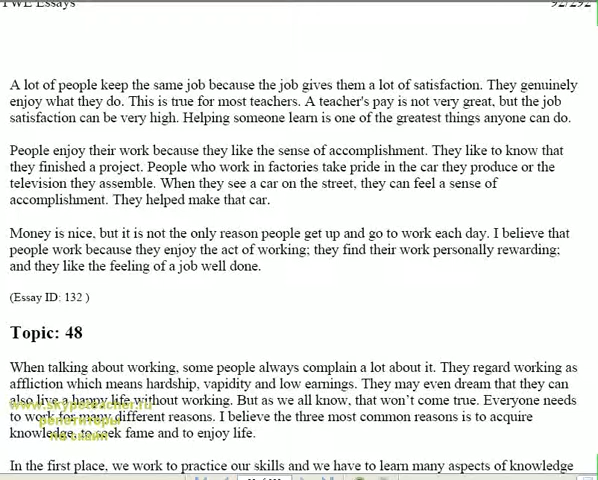 TWE Essays 92/292
A lot of people keep the same job because the job gives them a lot of satisfaction. They genuinely
enjoy what they do. This is true for most teachers. A teacher's pay is not very great, but the job
satisfaction can be very high. Helping someone learn is one of the greatest things anyone can do.
People enjoy their work because they like the sense of accomplishment. They like to know that
they finished a project. People who work in factories take pride in the car they produce or the
television they assemble. When they see a car on the street, they can feel a sense of
accomplishment. They helped make that car.
Money is nice, but it is not the only reason people get up and go to work each day. I believe that
people work because they enjoy the act of working; they find their work personally rewarding;
and they like the feeling of a job well done.
(Essay ID: 132 )
Topic: 48
When talking about working, some people always complain a lot about it. They regard working as
affliction which means hardship, vapidity and low earnings. They may even dream that they can
also live a happy life without working. But as we all know, that won't come true. Everyone needs
www.skypeteacher.ru
to work for many different reasons. I believe the three most common reasons is to acquire
репетиторы
knowledge, to seek fame and to enjoy life.
по скайп
In the first place, we work to practice our skills and we have to learn many aspects of knowledge